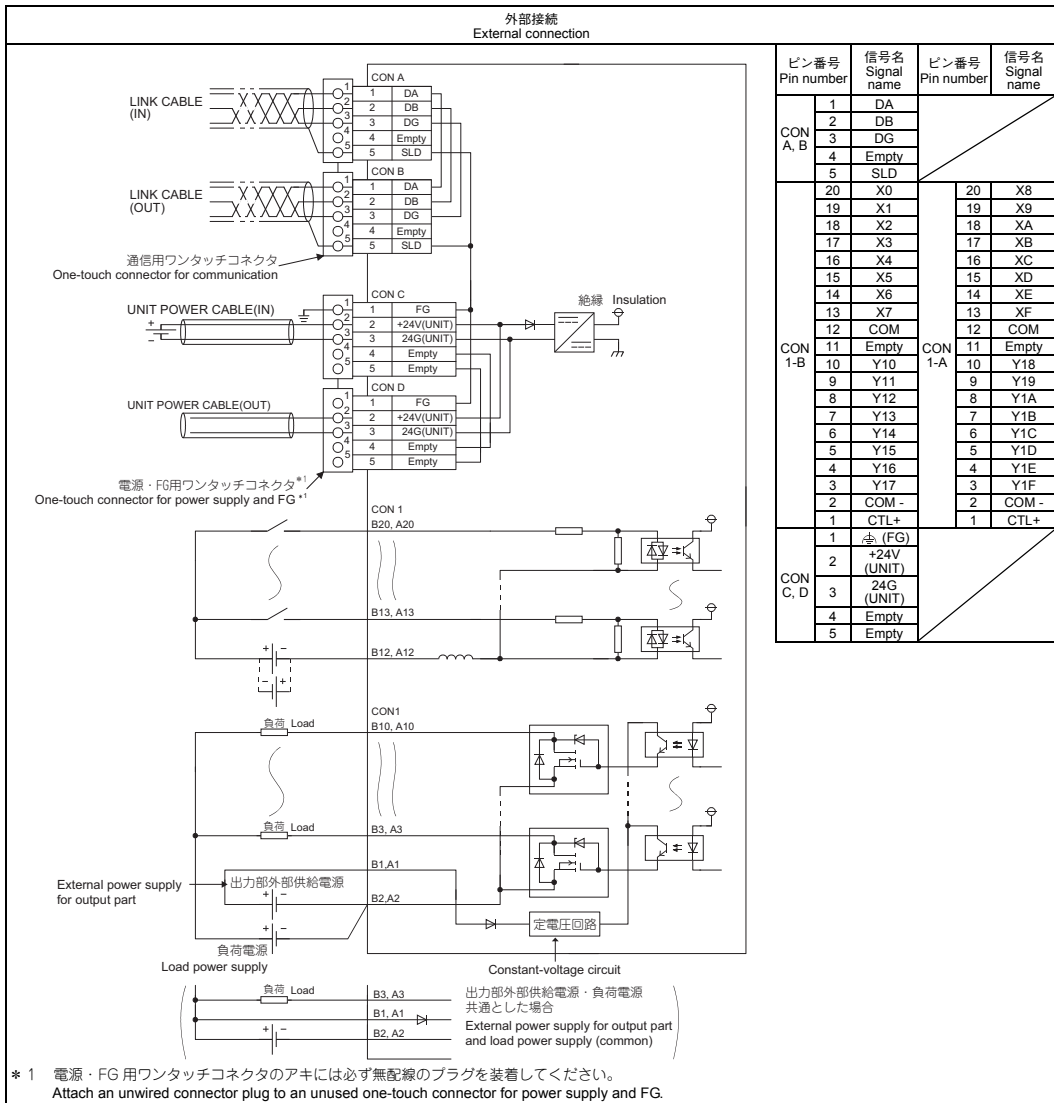 外部接続
External connection
CON A
LINK CABLE
(IN)
1
2
3
4
5
1 DA
2 DB
3 DG
4 Empty
5 SLD
CON B
LINK CABLE
(OUT)
1
2
3
4
5
1 DA
2 DB
3 DG
4 Empty
5 SLD
通信用ワンタッチコネクタ
One-touch connector for communication
UNIT POWER CABLE(IN)
+
−
CON C
1
2
3
4
5
1 FG
2 +24V(UNIT)
3 24G(UNIT)
4 Empty
5 Empty
絶縁 Insulation
CON D
UNIT POWER CABLE(OUT)
1
2
3
4
5
1 FG
2 +24V(UNIT)
3 24G(UNIT)
4 Empty
5 Empty
電源・FG用ワンタッチコネクタ*1
One-touch connector for power supply and FG *1
CON 1
B20, A20
B13, A13
B12, A12
+ −
− +
CON1
負荷 Load
B10, A10
負荷 Load
B3, A3
B1,A1
External power supply
for output part
出力部外部供給電源
+ −
B2,A2
定電圧回路
+ −
負荷電源
Load power supply
Constant-voltage circuit
負荷 Load
B3, A3
B1, A1
+ −
B2, A2
出力部外部供給電源・負荷電源
共通とした場合
External power supply for output part
and load power supply (common)
ピン番号
Pin number
信号名
Signal
name
ピン番号
Pin number
信号名
Signal
name
CON
A, B
1 DA
2 DB
3 DG
4 Empty
5 SLD
CON
1-B
CON
1-A
20 X0 20 X8
19 X1 19 X9
18 X2 18 XA
17 X3 17 XB
16 X4 16 XC
15 X5 15 XD
14 X6 14 XE
13 X7 13 XF
12 COM 12 COM
11 Empty 11 Empty
10 Y10 10 Y18
9 Y11 9 Y19
8 Y12 8 Y1A
7 Y13 7 Y1B
6 Y14 6 Y1C
5 Y15 5 Y1D
4 Y16 4 Y1E
3 Y17 3 Y1F
2 COM - 2 COM -
1 CTL+ 1 CTL+
CON
C, D
1 (FG)
2 +24V
(UNIT)
3 24G
(UNIT)
4 Empty
5 Empty
* 1 電源・FG 用ワンタッチコネクタのアキには必ず無配線のプラグを装着してください。
Attach an unwired connector plug to an unused one-touch connector for power supply and FG.